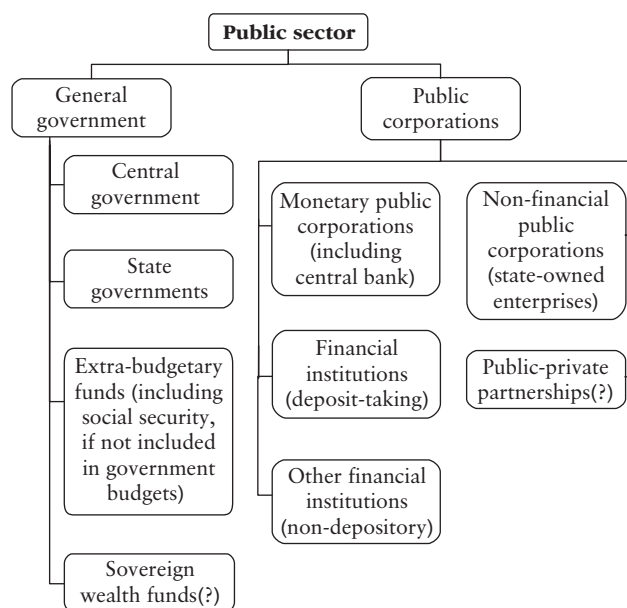 Public sector
General
government
Public
corporations
Central
government
State
governments
Extra-budgetary
funds (including
social security,
if not included
in government
budgets)
Sovereign
wealth funds(?)
Monetary public
corporations
(including
central bank)
Financial
institutions
(deposit-taking)
Other financial
institutions
(non-depository)
Non-financial
public
corporations
(state-owned
enterprises)
Public-private
partnerships(?)